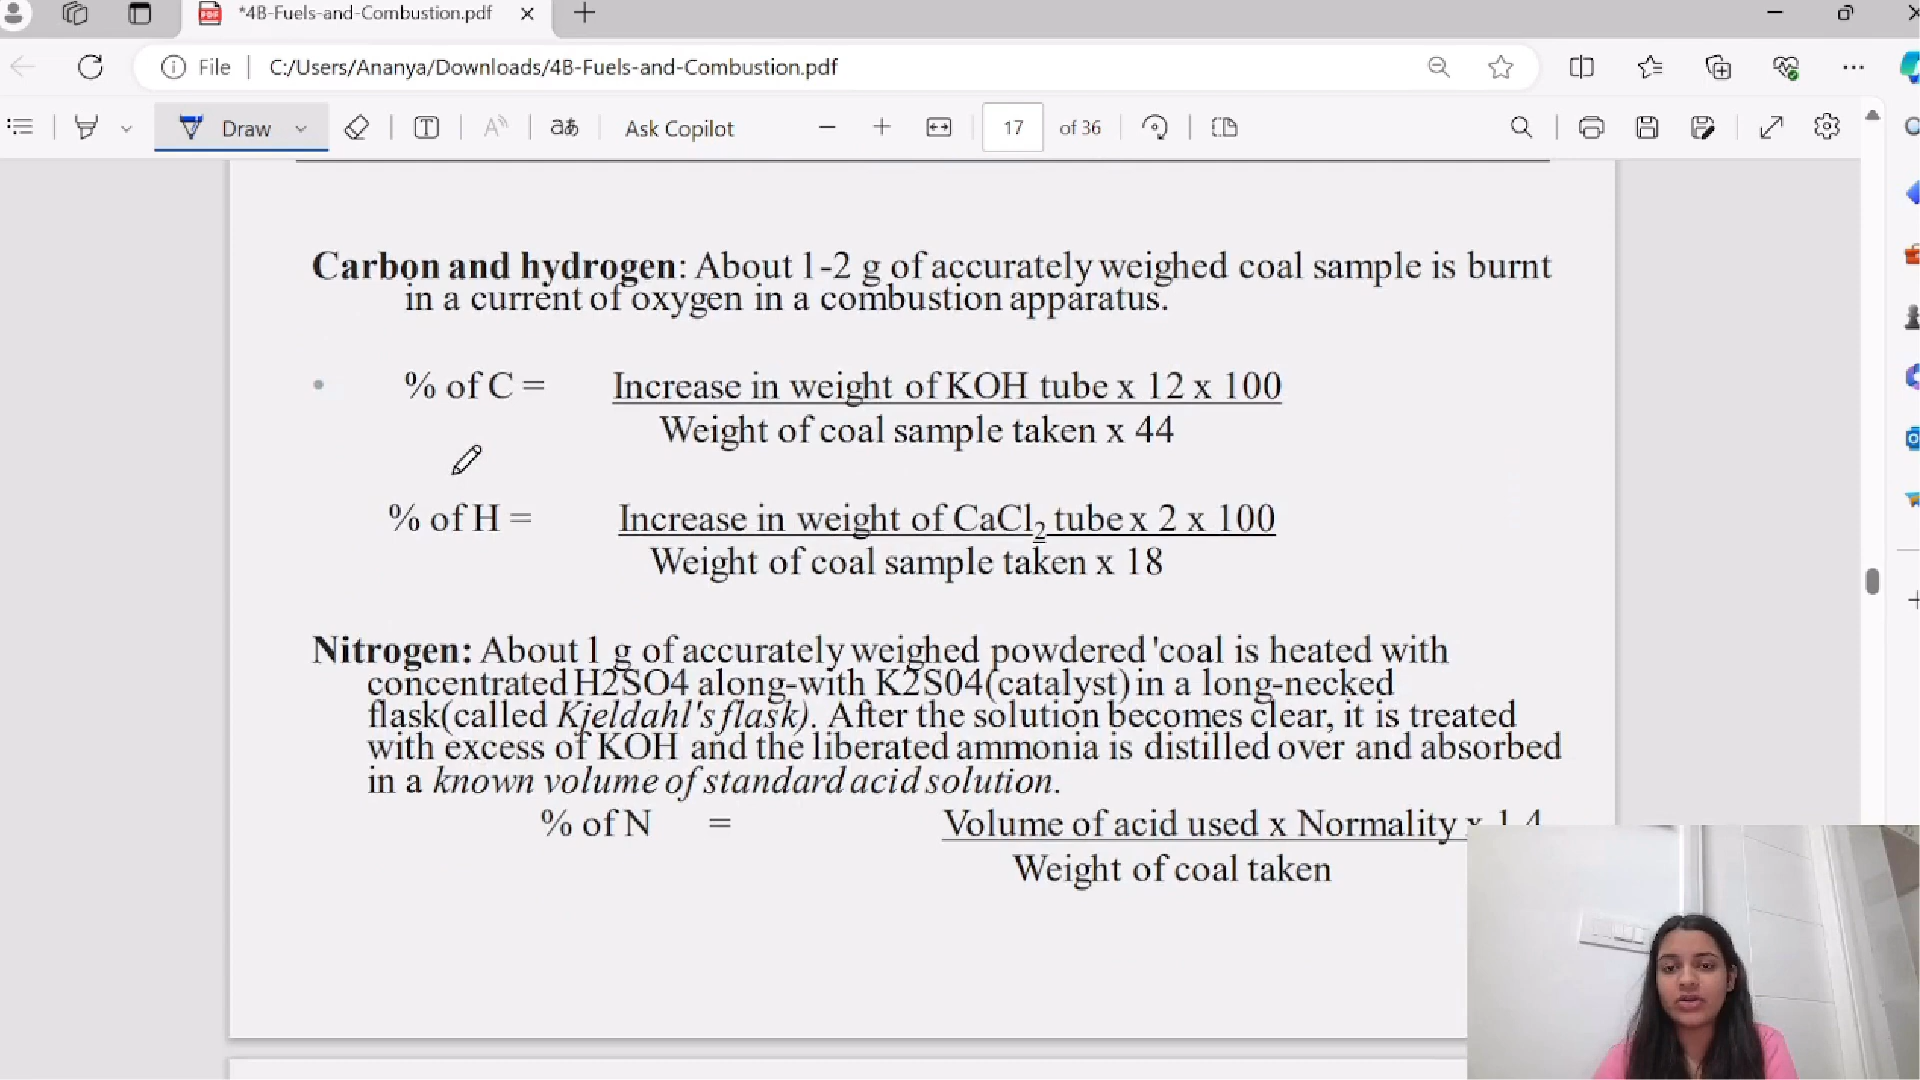 *4B-Fuels-and-Combustion.pdf
File C:/Users/Ananya/Downloads/4B-Fuels-and-Combustion.pdf
Draw Ask Copilot 17 of 36
Carbon and hydrogen: About 1-2 g of accurately weighed coal sample is burnt
in a current of oxygen in a combustion apparatus.
% of C = Increase in weight of KOH tube x 12 x 100
Weight of coal sample taken x 44
% of H = Increase in weight of CaCl2 tube x 2 x 100
Weight of coal sample taken x 18
Nitrogen: About 1 g of accurately weighed powdered 'coal is heated with
concentrated H2SO4 along-with K2S04(catalyst) in a long-necked
flask(called Kjeldahl's flask). After the solution becomes clear, it is treated
with excess of KOH and the liberated ammonia is distilled over and absorbed
in a known volume of standard acid solution.
% of N = Volume of acid used x Normality x 1.4
Weight of coal taken